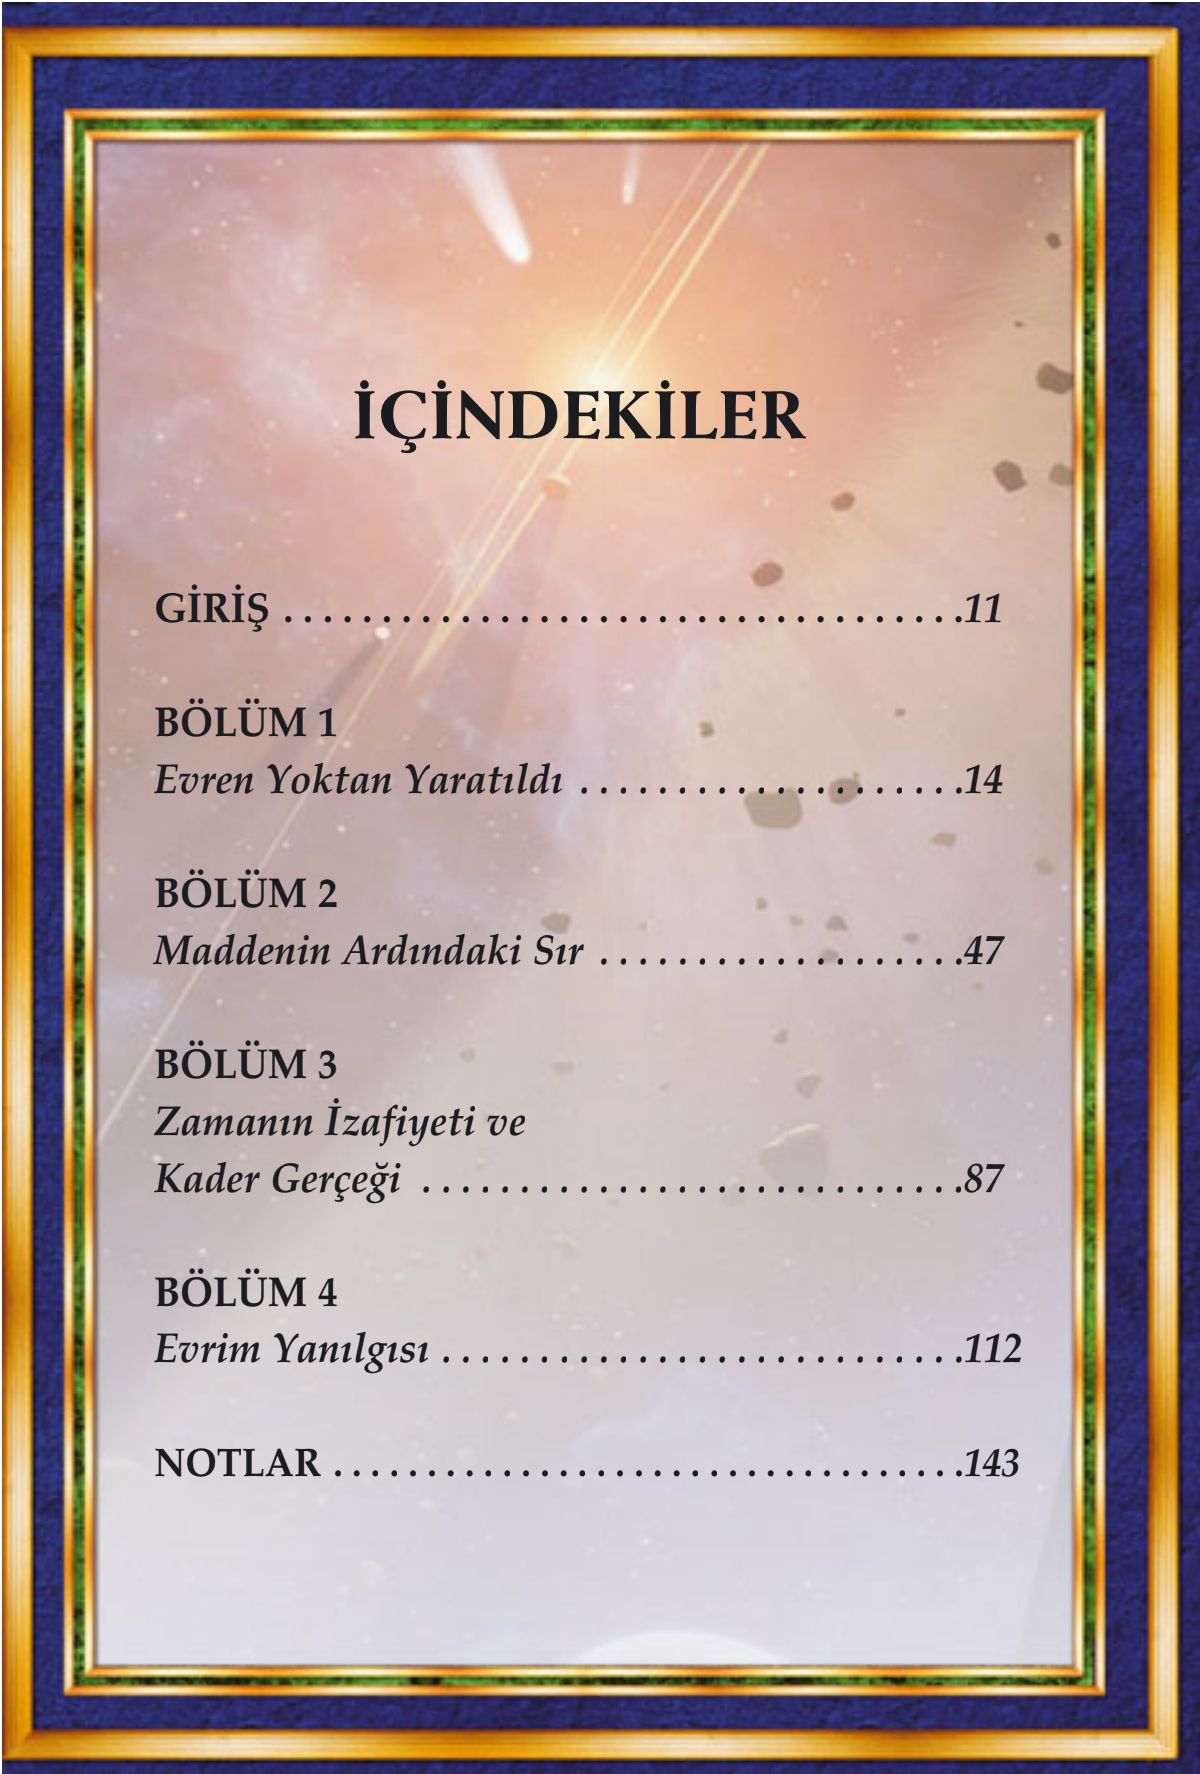 İÇİNDEKİLER
GİRİŞ . . . . . . . . . . . . . . . . . . . . . . . . . . . . . . . . . . .11
BÖLÜM 1
Evren Yoktan Yaratıldı . . . . . . . . . . . . . . . . . . . .14
BÖLÜM 2
Maddenin Ardındaki Sır . . . . . . . . . . . . . . . . . . .47
BÖLÜM 3
Zamanın İzafiyeti ve
Kader Gerçeği . . . . . . . . . . . . . . . . . . . . . . . . . . . .87
BÖLÜM 4
Evrim Yanılgısı . . . . . . . . . . . . . . . . . . . . . . . . . . .112
NOTLAR . . . . . . . . . . . . . . . . . . . . . . . . . . . . . . . . .143